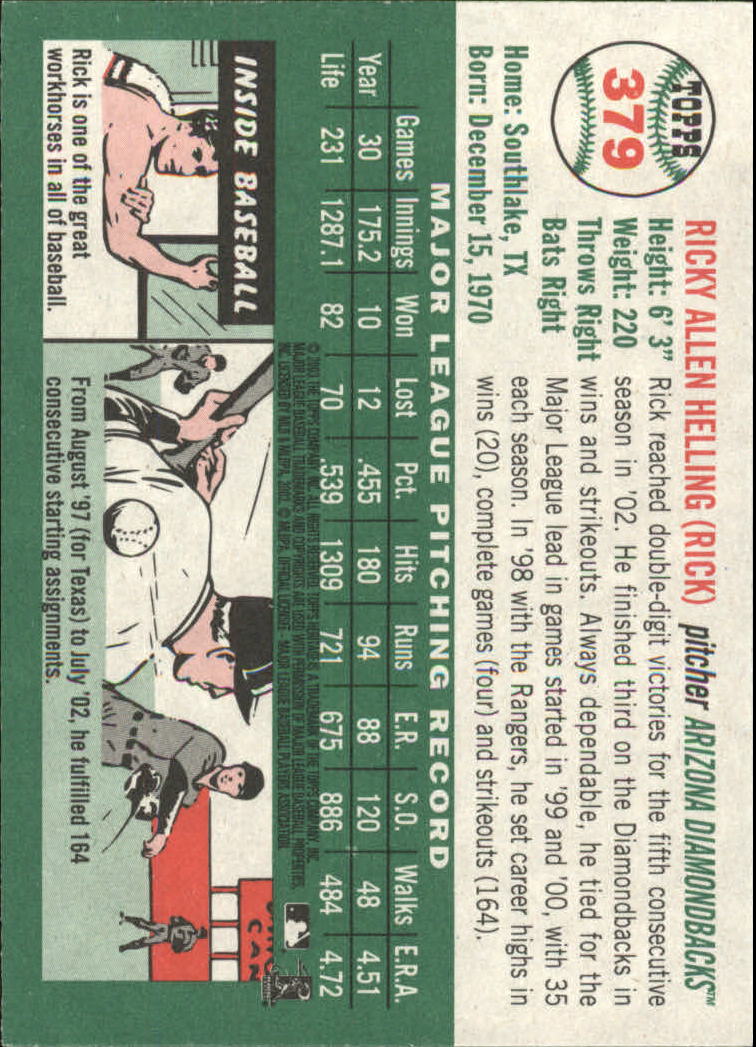 TOPPS
379
RICKY ALLEN HELLING (RICK) pitcher ARIZONA DIAMONDBACKS™
Height: 6' 3"
Weight: 220
Throws Right
Bats Right
Home: Southlake, TX
Born: December 15, 1970
Rick reached double-digit victories for the fifth consecutive
season in '02. He finished third on the Diamondbacks in
wins and strikeouts. Always dependable, he tied for the
Major League lead in games started in '99 and '00, with 35
each season. In '98 with the Rangers, he set career highs in
wins (20), complete games (four) and strikeouts (164).
MAJOR LEAGUE PITCHING RECORD
Games Innings Won Lost Pct. Hits Runs E.R. S.O. Walks E.R.A.
Year 30 175.2 10 12 .455 180 94 88 120 48 4.51
Life 231 1287.1 82 70 .539 1309 721 675 886 484 4.72
INSIDE BASEBALL
Rick is one of the great
workhorses in all of baseball.
From August '97 (for Texas) to July '02, he fulfilled 164
consecutive starting assignments.